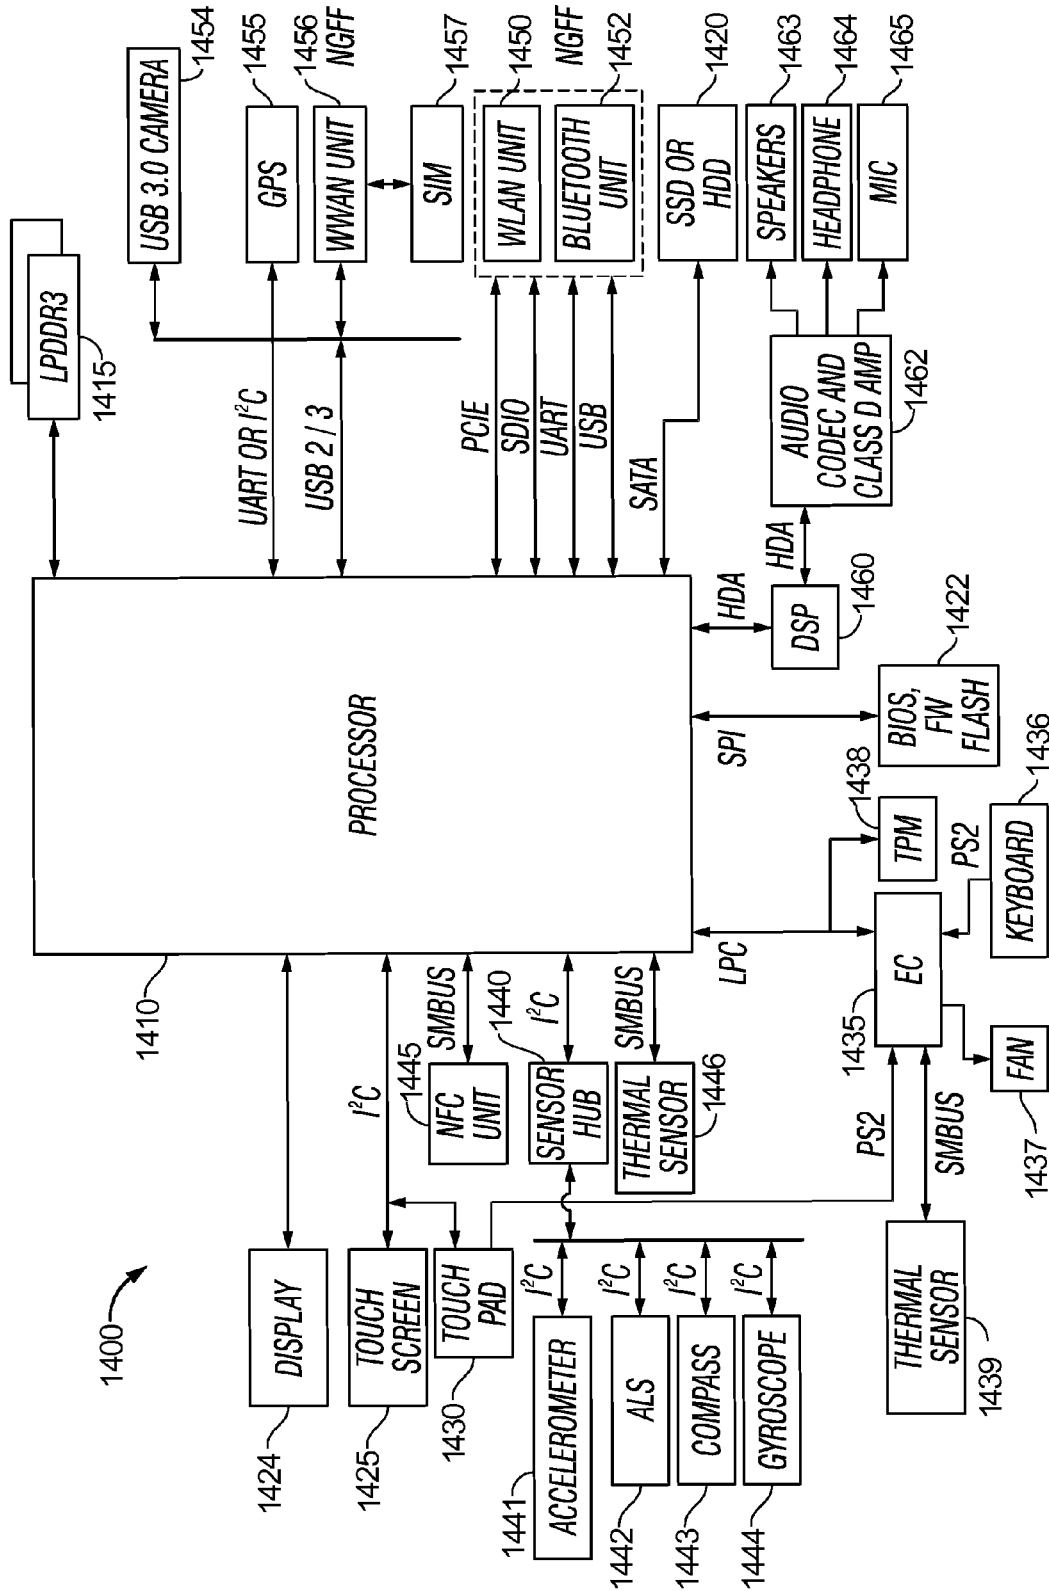 1400
LPDDR3
1415
USB 3.0 CAMERA
1454
GPS
1455
WWAN UNIT
1456
NGFF
SIM
1457
WLAN UNIT
1450
BLUETOOTH
UNIT
1452
NGFF
SSD OR
HDD
1420
SPEAKERS
1463
HEADPHONE
1464
MIC
1465
UART OR I²C
USB 2 / 3
PCIE
SDIO
UART
USB
SATA
AUDIO
CODEC AND
CLASS D AMP
1462
HDA
HDA
DSP
1460
PROCESSOR
1410
SPI
BIOS,
FW
FLASH
1422
LPC
TPM
1438
EC
1435
PS2
KEYBOARD
1436
FAN
1437
PS2
SMBUS
THERMAL
SENSOR
1439
DISPLAY
1424
I²C
TOUCH
SCREEN
1425
TOUCH
PAD
1430
SMBUS
NFC
UNIT
1445
I²C
SENSOR
HUB
1440
SMBUS
THERMAL
SENSOR
1446
I²C
ACCELEROMETER
1441
I²C
ALS
1442
I²C
COMPASS
1443
I²C
GYROSCOPE
1444